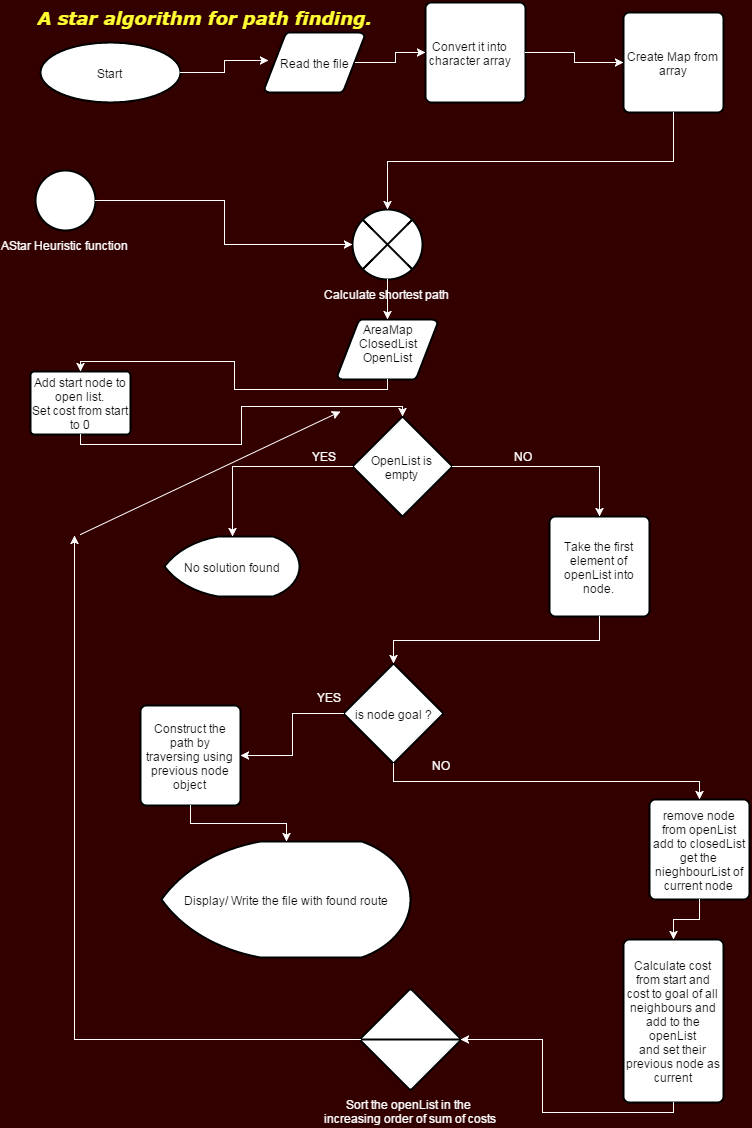 A star algorithm for path finding.
Start
Read the file
Convert it into
character array
Create Map from
array
AStar Heuristic function
Calculate shortest path
AreaMap
ClosedList
OpenList
Add start node to
open list.
Set cost from start
to 0
OpenList is
empty
YES
NO
No solution found
Take the first
element of
openList into
node.
is node goal ?
YES
NO
Construct the
path by
traversing using
previous node
object
remove node
from openList
add to closedList
get the
nieghbourList of
current node
Display/ Write the file with found route
Calculate cost
from start and
cost to goal of all
neighbours and
add to the
openList
and set their
previous node as
current
Sort the openList in the
increasing order of sum of costs